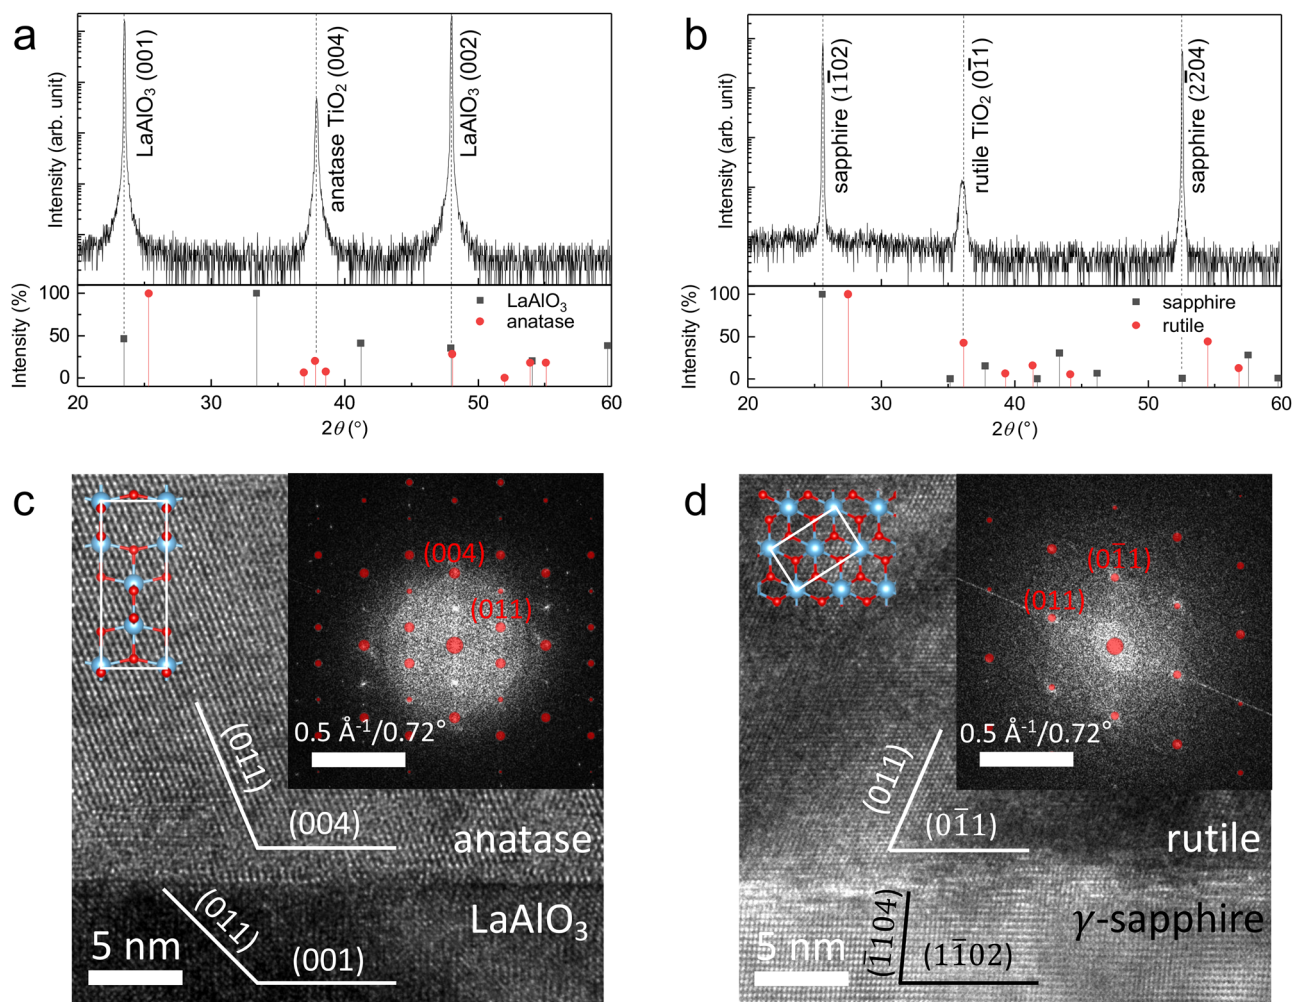 a
Intensity (arb. unit)
LaAlO₃ (001)
anatase TiO₂ (004)
LaAlO₃ (002)
Intensity (%)
100
50
0
LaAlO₃
anatase
20
30
40
50
60
2θ (°)
b
Intensity (arb. unit)
sapphire (11̅02)
rutile TiO₂ (01̅1)
sapphire (22̅04)
Intensity (%)
100
50
0
sapphire
rutile
20
30
40
50
60
2θ (°)
c
(004)
(011)
0.5 Å⁻¹/0.72°
(011)
(004)
anatase
(011)
(001)
LaAlO₃
5 nm
d
(01̅1)
(011)
0.5 Å⁻¹/0.72°
(011)
(01̅1)
rutile
(1̅104)
(11̅02)
γ-sapphire
5 nm